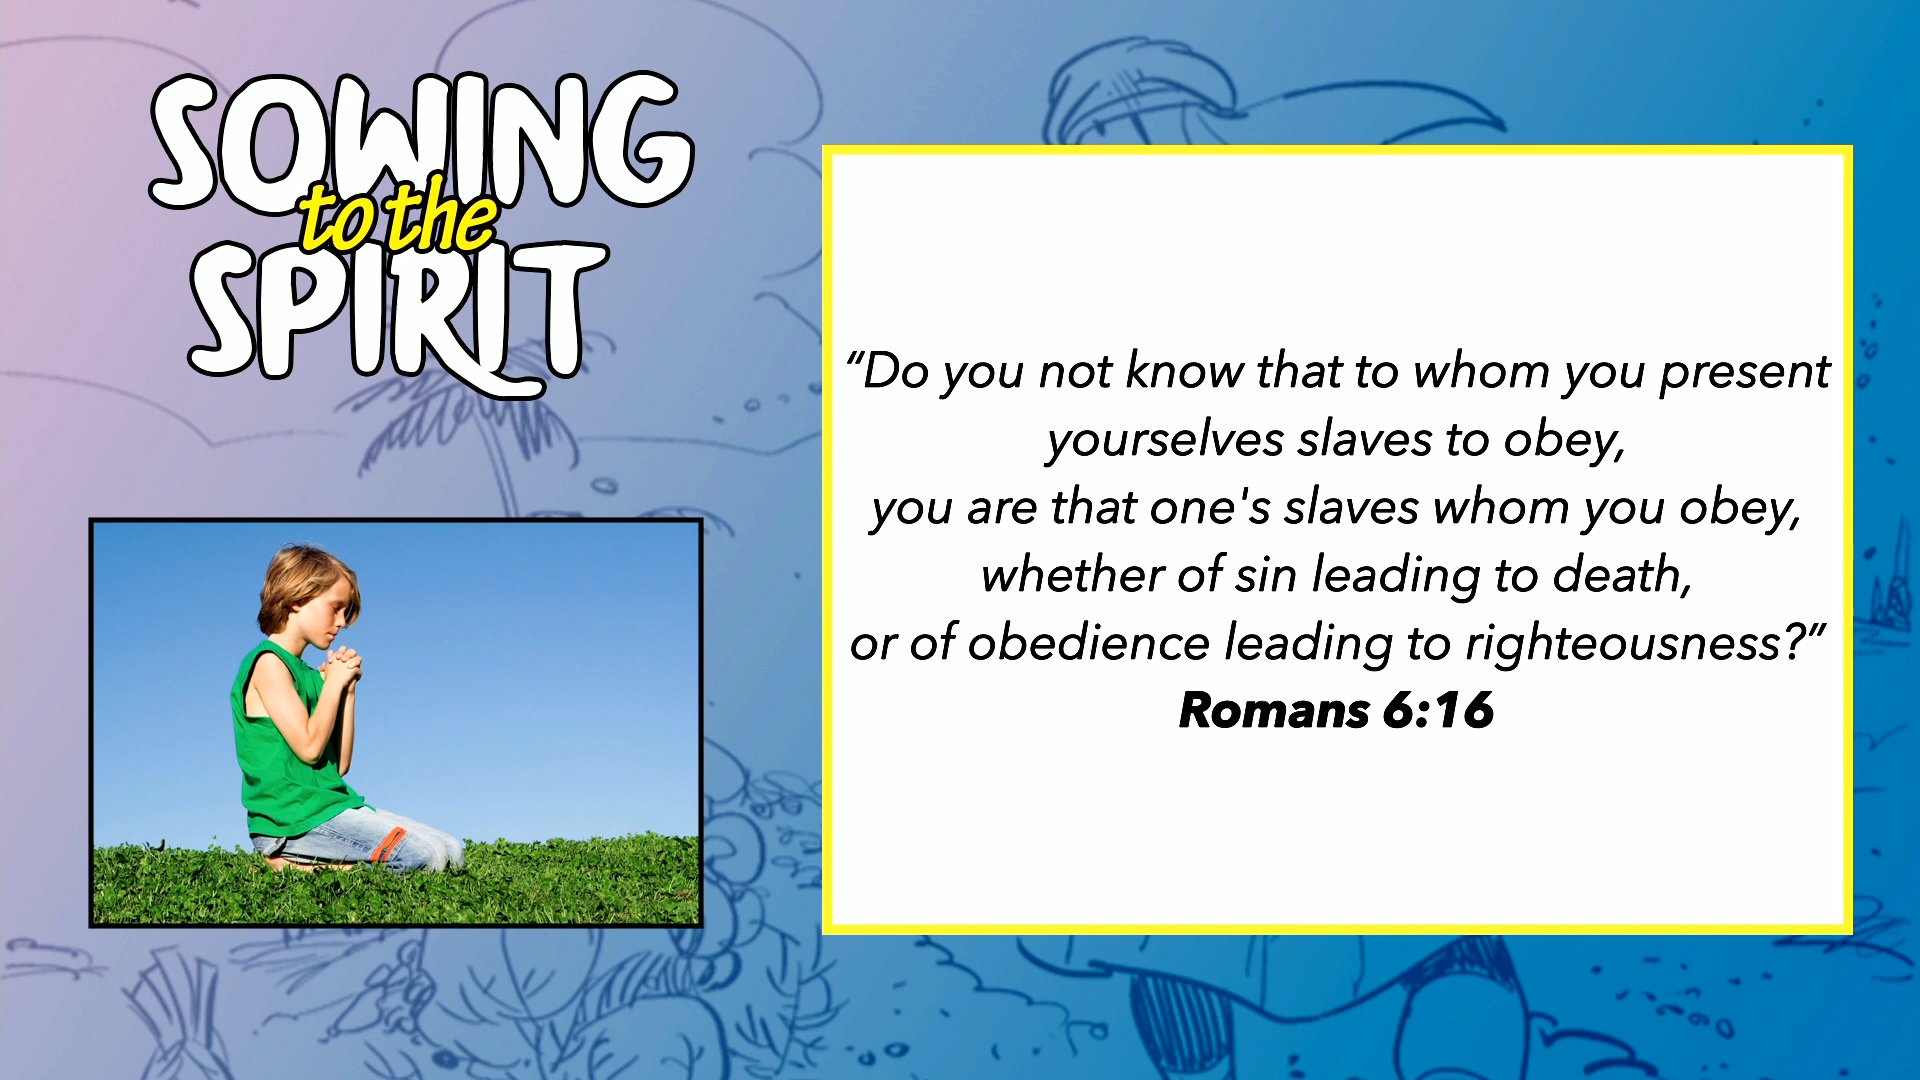 SOWING
to the
SPIRIT
“Do you not know that to whom you present
yourselves slaves to obey,
you are that one's slaves whom you obey,
whether of sin leading to death,
or of obedience leading to righteousness?”
Romans 6:16